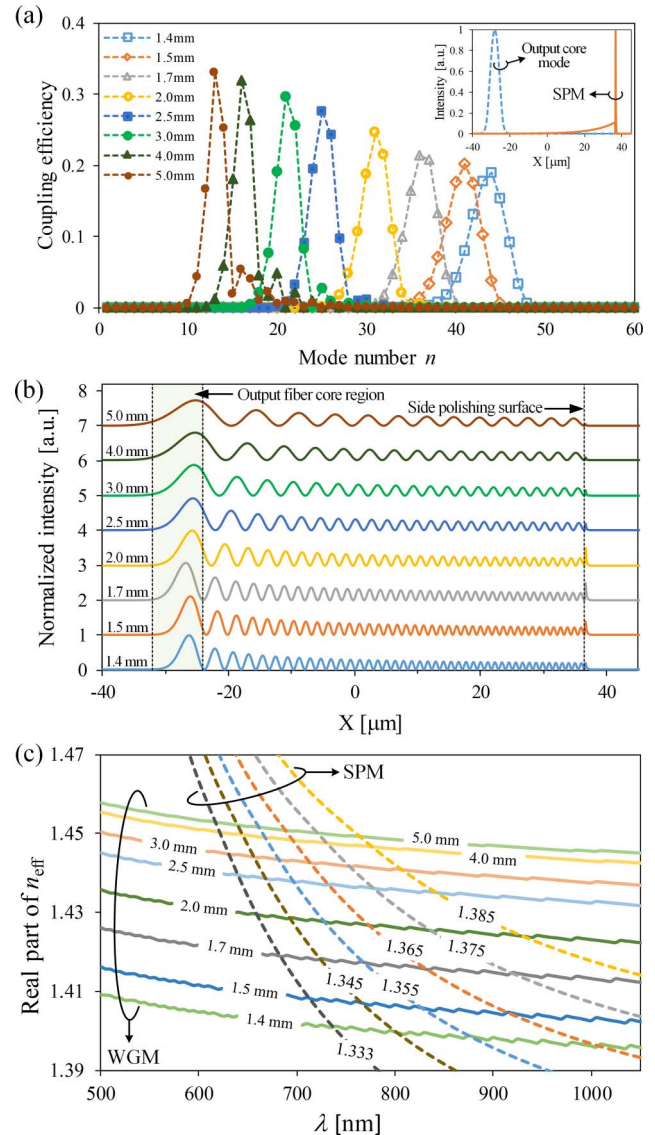 (a)
0.4
0.3
0.2
0.1
0
Coupling efficiency
1.4mm
1.5mm
1.7mm
2.0mm
2.5mm
3.0mm
4.0mm
5.0mm
1
0.8
0.6
0.4
0.2
0
Intensity [a.u.]
Output core
mode
SPM
-40 -20 0 20 40
X [μm]
0 10 20 30 40 50 60
Mode number n
(b)
8
7
6
5
4
3
2
1
0
Normalized intensity [a.u.]
Output fiber core region
Side polishing surface
5.0 mm
4.0 mm
3.0 mm
2.5 mm
2.0 mm
1.7 mm
1.5 mm
1.4 mm
-40 -20 0 20 40
X [μm]
(c)
1.47
1.45
1.43
1.41
1.39
Real part of neff
SPM
5.0 mm
4.0 mm
3.0 mm
2.5 mm
2.0 mm
1.7 mm
1.5 mm
1.4 mm
1.385
1.375
1.365
1.355
1.345
1.333
WGM
500 600 700 800 900 1000
λ [nm]